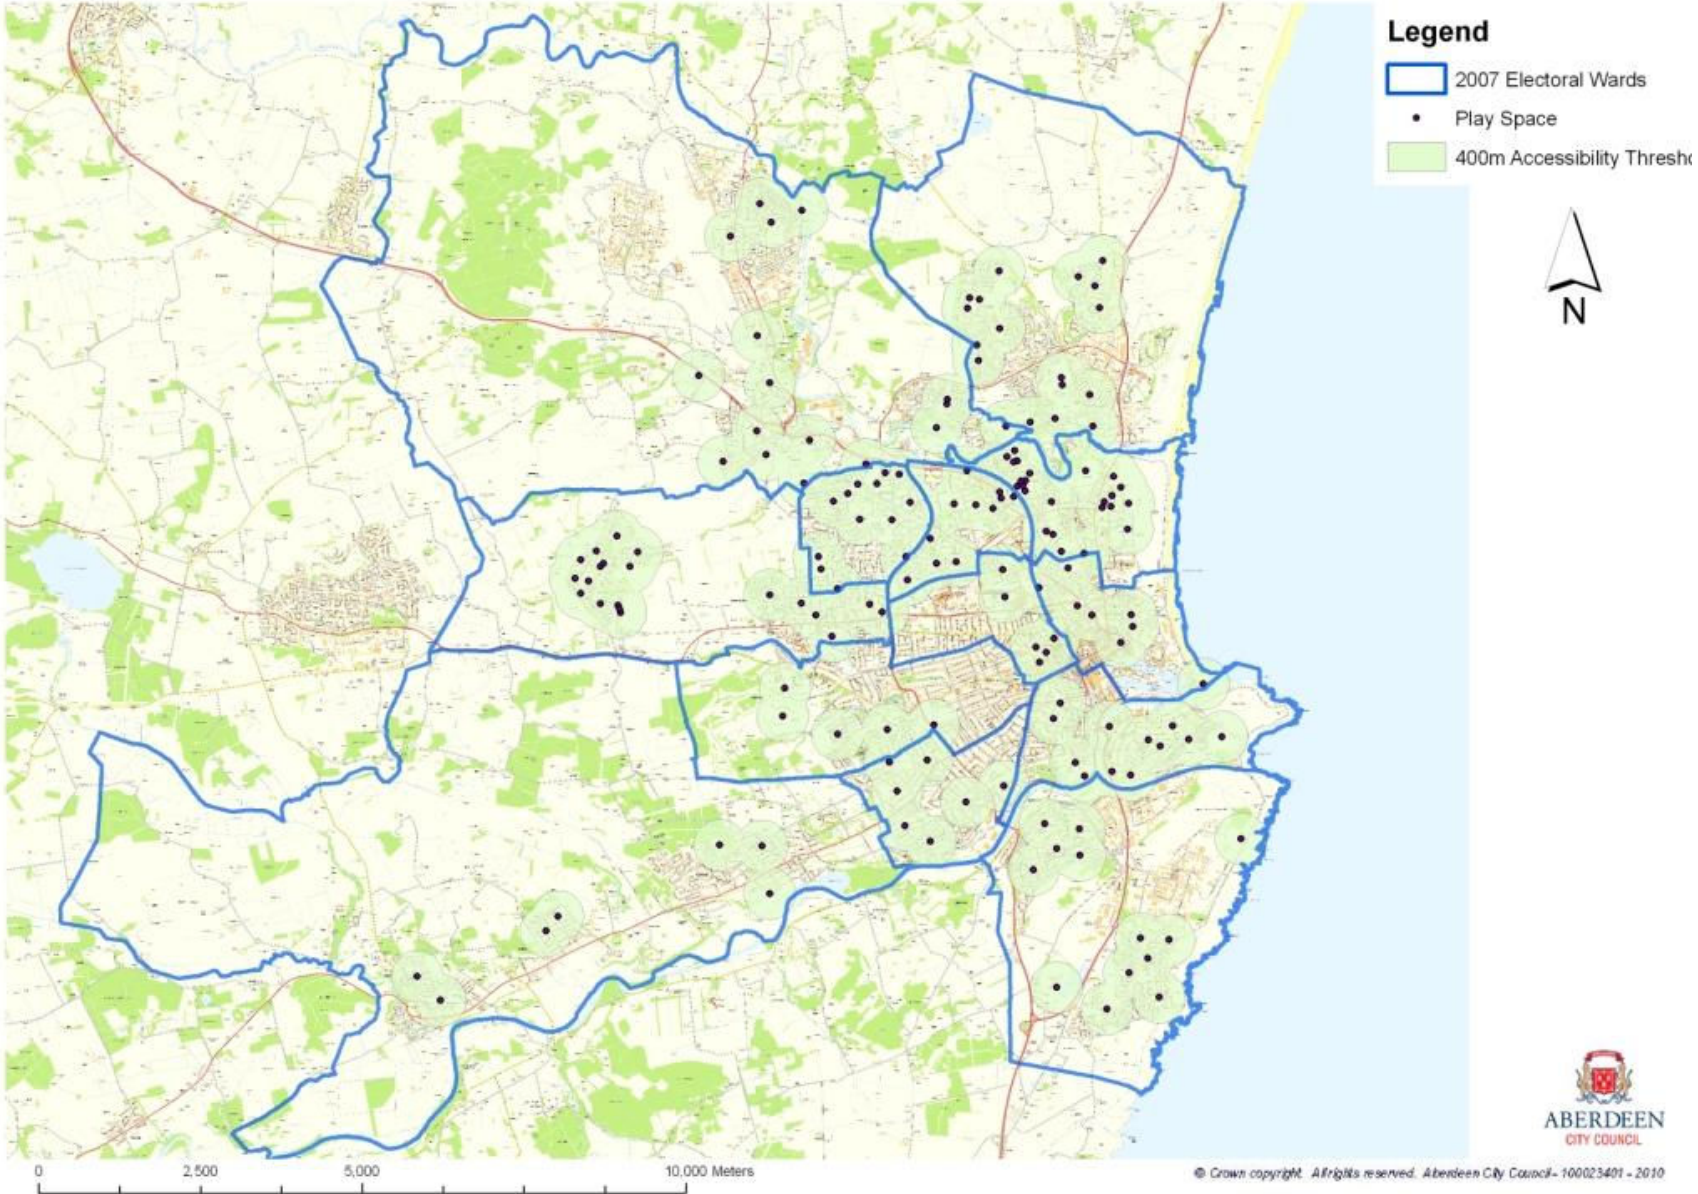 Legend
2007 Electoral Wards
Play Space
400m Accessibility Thresho
N
ABERDEEN
CITY COUNCIL
0 2,500 5,000 10,000 Meters
© Crown copyright. All rights reserved. Aberdeen City Council - 100023401 - 2010